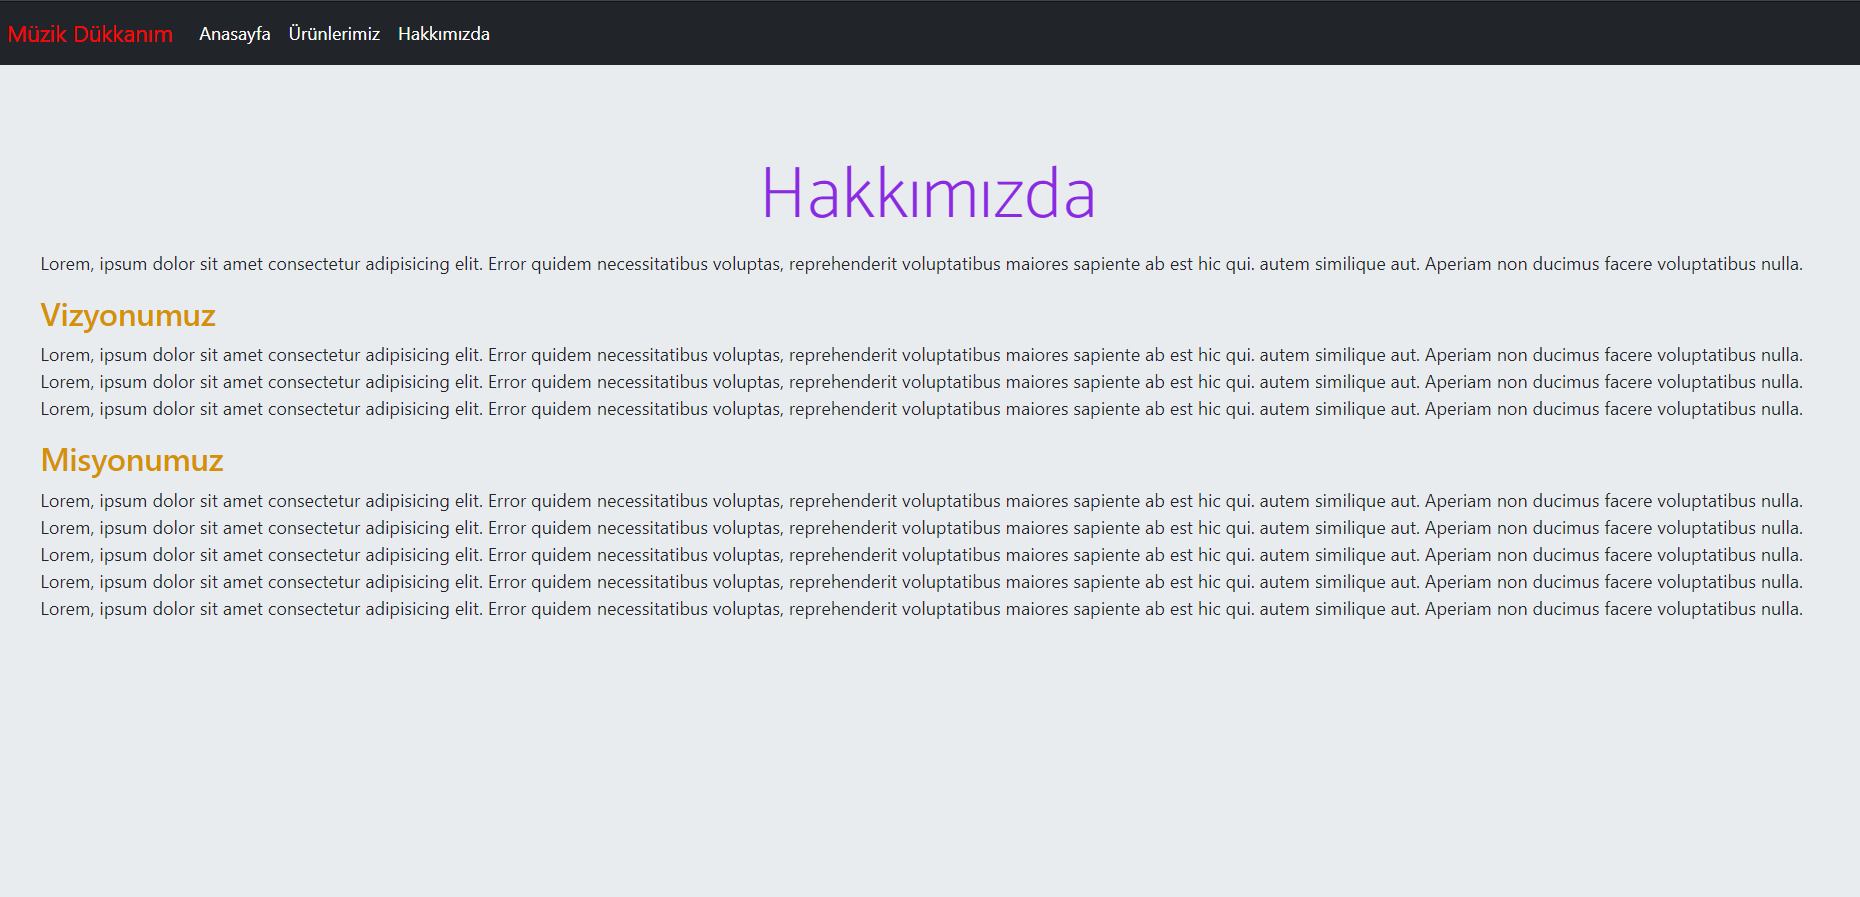 Müzik Dükkanım Anasayfa Ürünlerimiz Hakkımızda
Hakkımızda
Lorem, ipsum dolor sit amet consectetur adipisicing elit. Error quidem necessitatibus voluptas, reprehenderit voluptatibus maiores sapiente ab est hic qui. autem similique aut. Aperiam non ducimus facere voluptatibus nulla.
Vizyonumuz
Lorem, ipsum dolor sit amet consectetur adipisicing elit. Error quidem necessitatibus voluptas, reprehenderit voluptatibus maiores sapiente ab est hic qui. autem similique aut. Aperiam non ducimus facere voluptatibus nulla.
Lorem, ipsum dolor sit amet consectetur adipisicing elit. Error quidem necessitatibus voluptas, reprehenderit voluptatibus maiores sapiente ab est hic qui. autem similique aut. Aperiam non ducimus facere voluptatibus nulla.
Lorem, ipsum dolor sit amet consectetur adipisicing elit. Error quidem necessitatibus voluptas, reprehenderit voluptatibus maiores sapiente ab est hic qui. autem similique aut. Aperiam non ducimus facere voluptatibus nulla.
Misyonumuz
Lorem, ipsum dolor sit amet consectetur adipisicing elit. Error quidem necessitatibus voluptas, reprehenderit voluptatibus maiores sapiente ab est hic qui. autem similique aut. Aperiam non ducimus facere voluptatibus nulla.
Lorem, ipsum dolor sit amet consectetur adipisicing elit. Error quidem necessitatibus voluptas, reprehenderit voluptatibus maiores sapiente ab est hic qui. autem similique aut. Aperiam non ducimus facere voluptatibus nulla.
Lorem, ipsum dolor sit amet consectetur adipisicing elit. Error quidem necessitatibus voluptas, reprehenderit voluptatibus maiores sapiente ab est hic qui. autem similique aut. Aperiam non ducimus facere voluptatibus nulla.
Lorem, ipsum dolor sit amet consectetur adipisicing elit. Error quidem necessitatibus voluptas, reprehenderit voluptatibus maiores sapiente ab est hic qui. autem similique aut. Aperiam non ducimus facere voluptatibus nulla.
Lorem, ipsum dolor sit amet consectetur adipisicing elit. Error quidem necessitatibus voluptas, reprehenderit voluptatibus maiores sapiente ab est hic qui. autem similique aut. Aperiam non ducimus facere voluptatibus nulla.